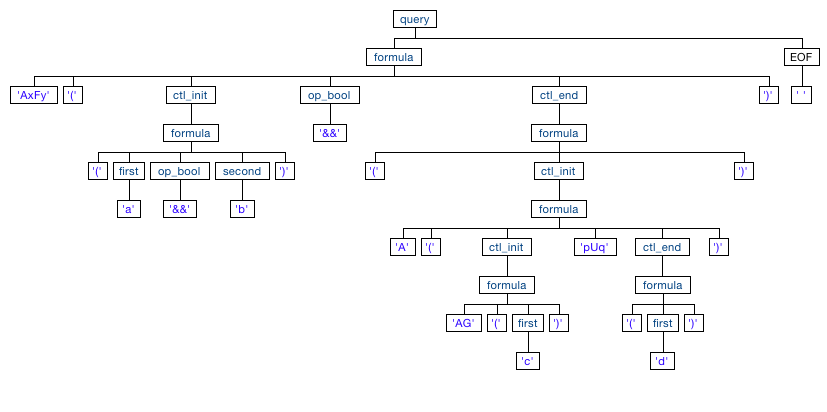 query
formula EOF
'AxFy' '(' ctl_init op_bool ctl_end ')' ' '
formula '&&' formula
'(' first op_bool second ')' '(' ctl_init ')'
'a' '&&' 'b' formula
'A' '(' ctl_init 'pUq' ctl_end ')'
formula formula
'AG' '(' first ')' '(' first ')'
'c' 'd'